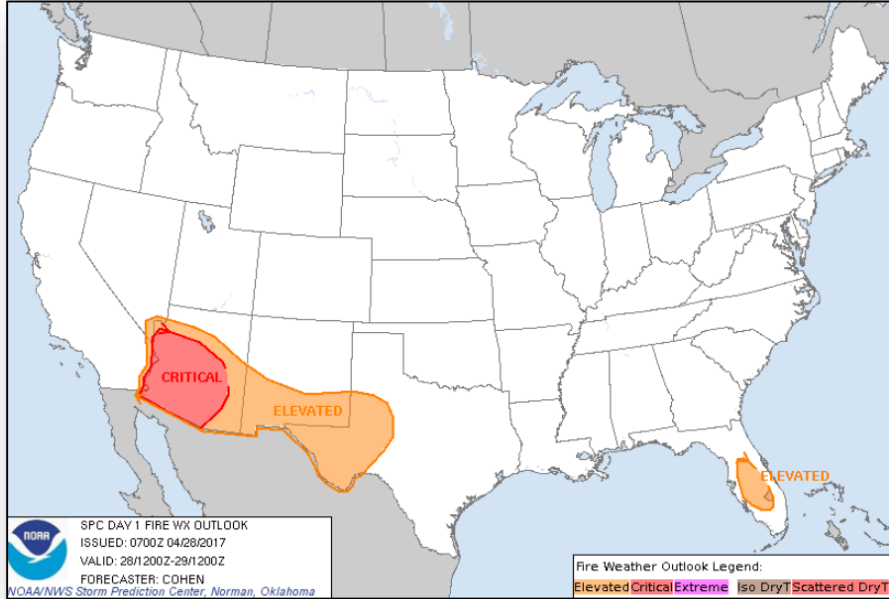 CRITICAL
ELEVATED
ELEVATED
NOAA
SPC DAY 1 FIRE WX OUTLOOK
ISSUED: 0700Z 04/28/2017
VALID: 28/1200Z-29/1200Z
FORECASTER: COHEN
NOAA/NWS Storm Prediction Center, Norman, Oklahoma
Fire Weather Outlook Legend:
Elevated Critical Extreme Iso DryT Scattered DryT